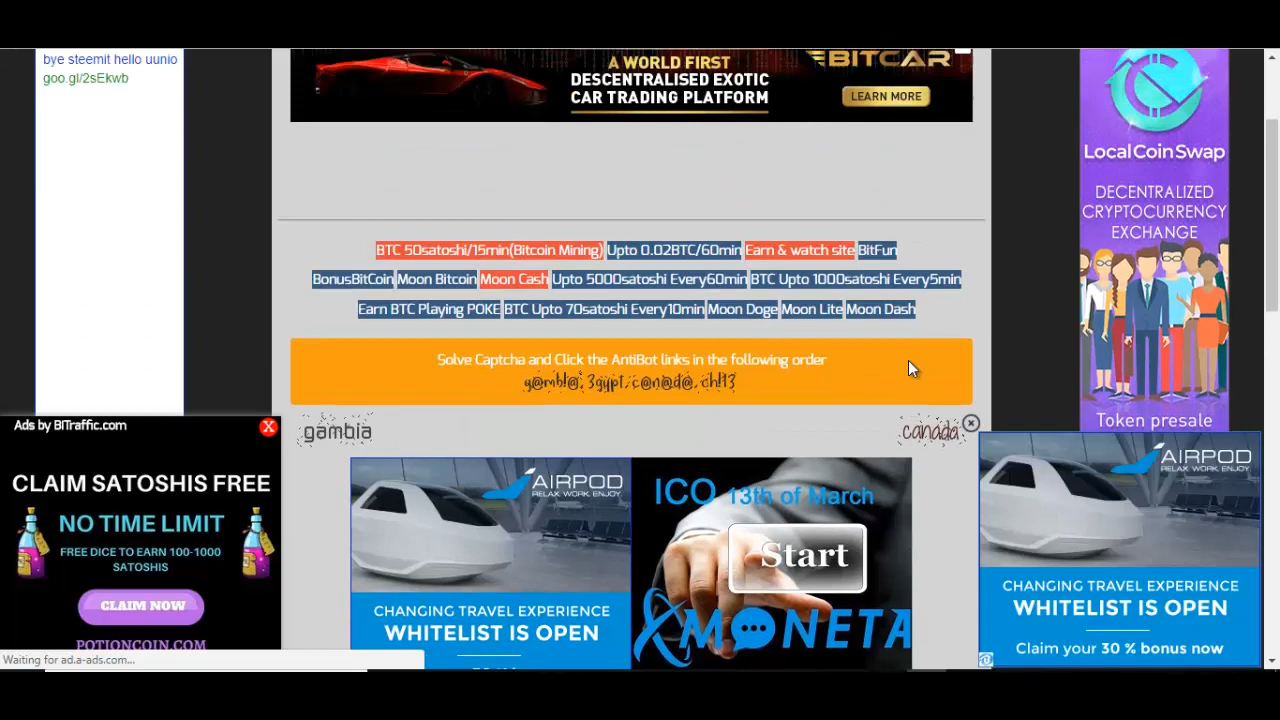 bye steemit hello uunio
goo.gl/2sEkwb
A WORLD FIRST
DESCENTRALISED EXOTIC
CAR TRADING PLATFORM
BITCAR
LEARN MORE
LocalCoinSwap
DECENTRALIZED
CRYPTOCURRENCY
EXCHANGE
Token presale
BTC 50satoshi/15min(Bitcoin Mining) Upto 0.02BTC/60min Earn & watch site BitFun
BonusBitCoin Moon Bitcoin Moon Cash Upto 5000satoshi Every60min BTC Upto 1000satoshi Every5min
Earn BTC Playing POKE BTC Upto 70satoshi Every10min Moon Doge Moon Lite Moon Dash
Solve Captcha and Click the AntiBot links in the following order
g@mb!@, 3gypt, c@n@d@, ch!13
gambia
canada
Ads by BITraffic.com
X
CLAIM SATOSHIS FREE
NO TIME LIMIT
FREE DICE TO EARN 100-1000
SATOSHIS
CLAIM NOW
POTIONCOIN.COM
AIRPOD
RELAX. WORK. ENJOY.
CHANGING TRAVEL EXPERIENCE
WHITELIST IS OPEN
ICO 13th of March
Start
XMONETA
AIRPOD
RELAX. WORK. ENJOY.
CHANGING TRAVEL EXPERIENCE
WHITELIST IS OPEN
Claim your 30 % bonus now
Waiting for ad.a-ads.com...